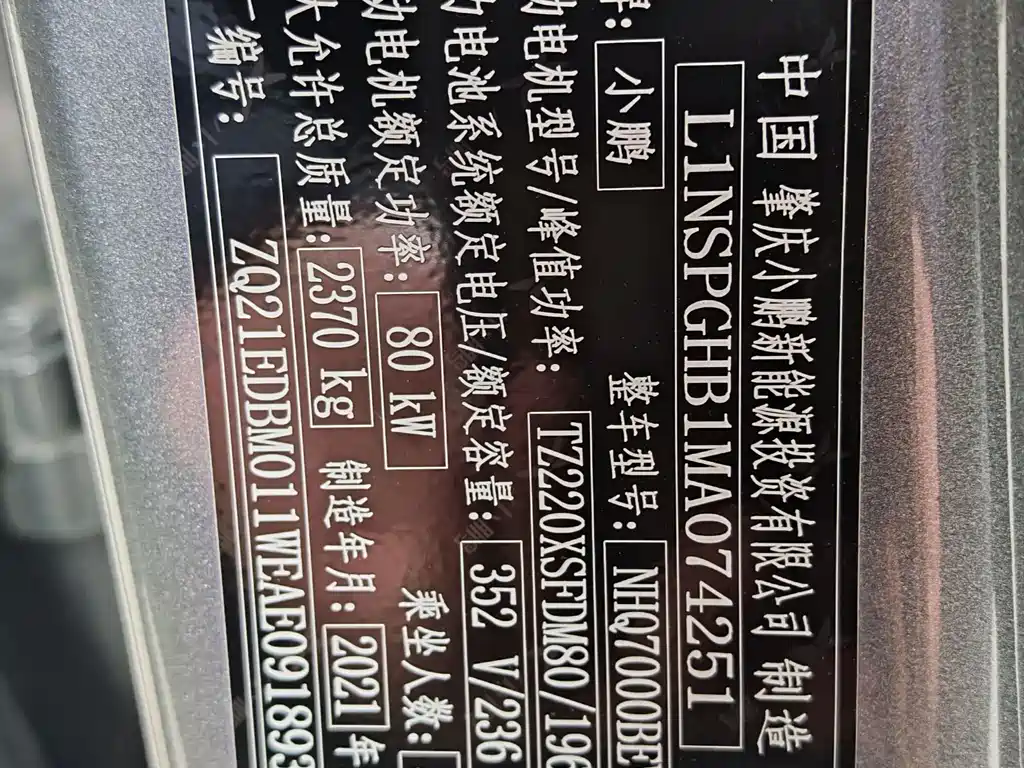 中国 肇庆小鹏新能源投资有限公司 制造
L1NSPGHB1MA074251
牌: 小鹏 整车型号: NHQ7000BE
动电机型号/峰值功率: TZ220XSFDM80/196
力电池系统额定电压/额定容量: 352 V/236
动电机额定功率: 80 kW 乘坐人数:
大允许总质量: 2370 kg 制造年月: 2021 年
厂编号: ZQ21EDBM011WEAE091893